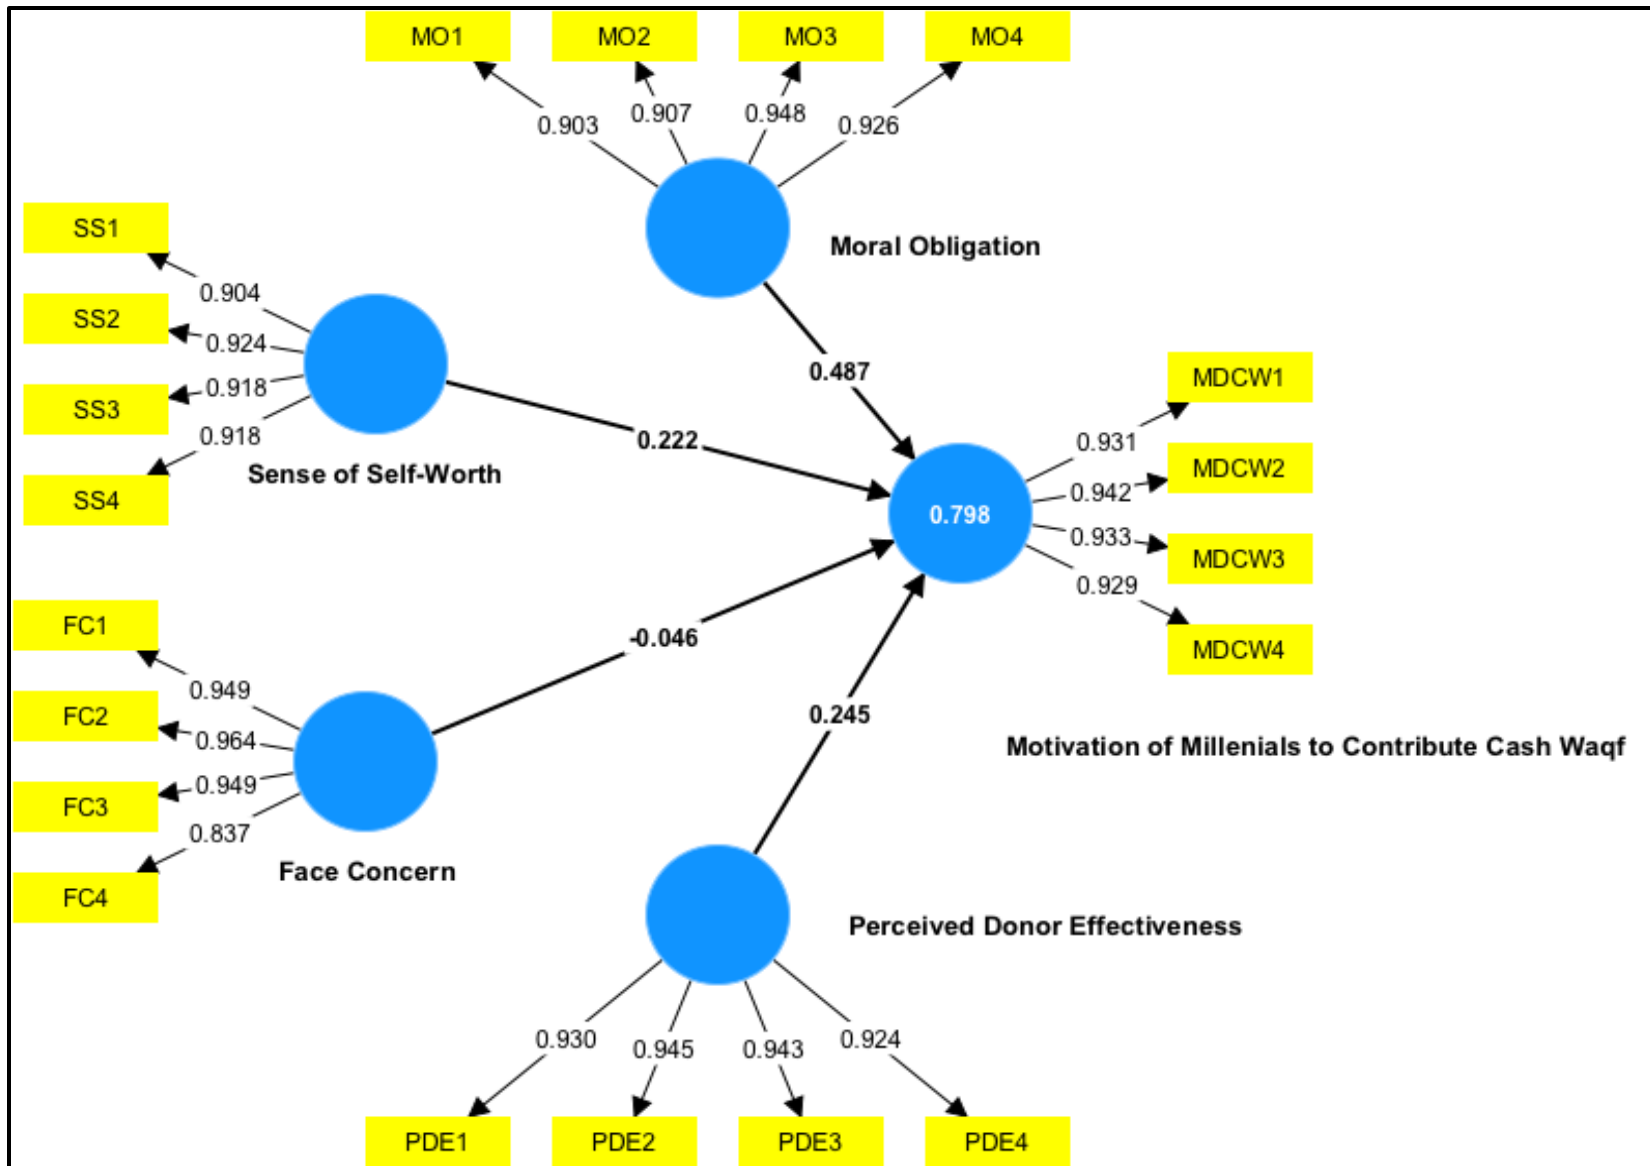 MO1
MO2
MO3
MO4
0.903
0.907
0.948
0.926
Moral Obligation
SS1
SS2
SS3
SS4
0.904
0.924
0.918
0.918
Sense of Self-Worth
0.487
0.222
-0.046
0.245
0.798
0.931
0.942
0.933
0.929
MDCW1
MDCW2
MDCW3
MDCW4
Motivation of Millenials to Contribute Cash Waqf
FC1
FC2
FC3
FC4
0.949
0.964
0.949
0.837
Face Concern
Perceived Donor Effectiveness
0.930
0.945
0.943
0.924
PDE1
PDE2
PDE3
PDE4